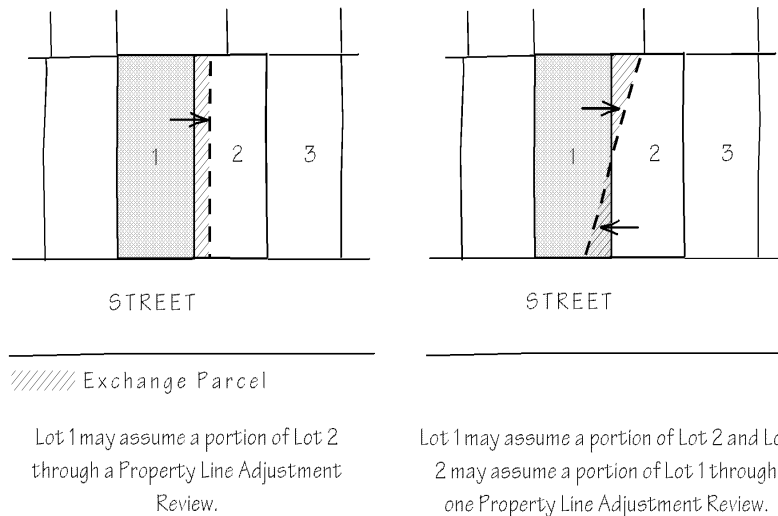 1
2
3
STREET
Exchange Parcel
Lot 1 may assume a portion of Lot 2
through a Property Line Adjustment
Review.
1
2
3
STREET
Lot 1 may assume a portion of Lot 2 and Lo
2 may assume a portion of Lot 1 through
one Property Line Adjustment Review.